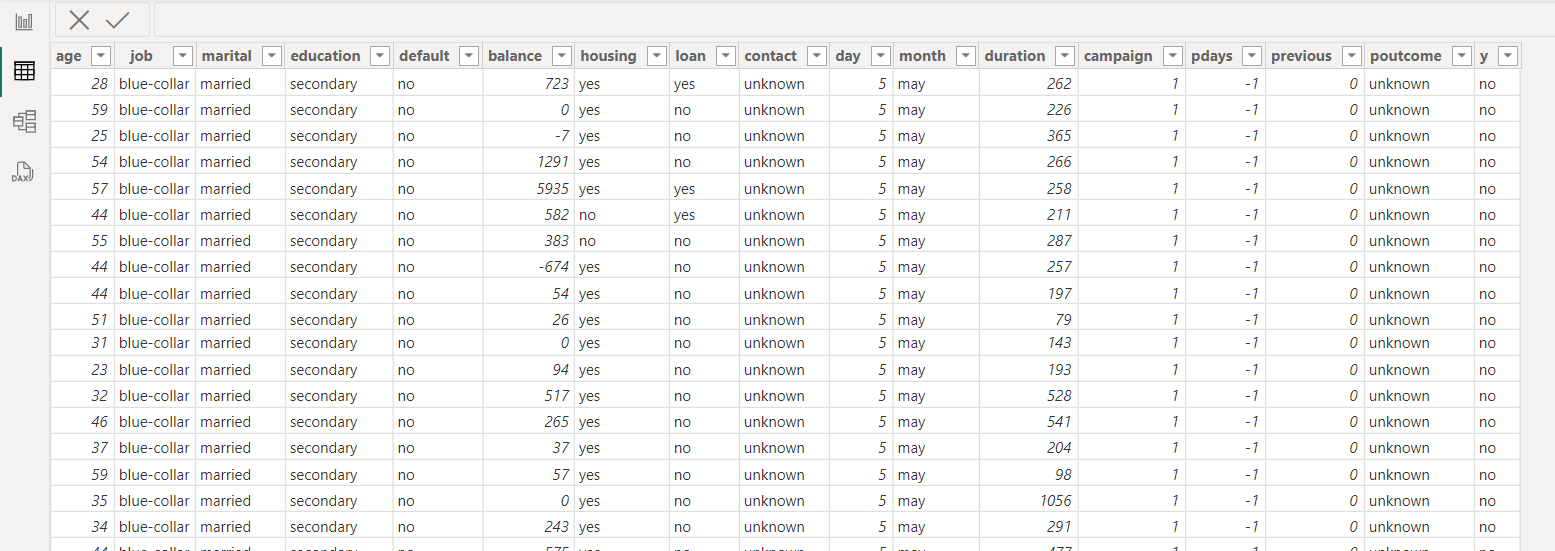 age job marital education default balance housing loan contact day month duration campaign pdays previous poutcome y
28 blue-collar married secondary no 723 yes yes unknown 5 may 262 1 -1 0 unknown no
59 blue-collar married secondary no 0 yes no unknown 5 may 226 1 -1 0 unknown no
25 blue-collar married secondary no -7 yes no unknown 5 may 365 1 -1 0 unknown no
54 blue-collar married secondary no 1291 yes no unknown 5 may 266 1 -1 0 unknown no
57 blue-collar married secondary no 5935 yes yes unknown 5 may 258 1 -1 0 unknown no
DAX
44 blue-collar married secondary no 582 no yes unknown 5 may 211 1 -1 0 unknown no
55 blue-collar married secondary no 383 no no unknown 5 may 287 1 -1 0 unknown no
44 blue-collar married secondary no -674 yes no unknown 5 may 257 1 -1 0 unknown no
44 blue-collar married secondary no 54 yes no unknown 5 may 197 1 -1 0 unknown no
51 blue-collar married secondary no 26 yes no unknown 5 may 79 1 -1 0 unknown no
31 blue-collar married secondary no 0 yes no unknown 5 may 143 1 -1 0 unknown no
23 blue-collar married secondary no 94 yes no unknown 5 may 193 1 -1 0 unknown no
32 blue-collar married secondary no 517 yes no unknown 5 may 528 1 -1 0 unknown no
46 blue-collar married secondary no 265 yes no unknown 5 may 541 1 -1 0 unknown no
37 blue-collar married secondary no 37 yes no unknown 5 may 204 1 -1 0 unknown no
59 blue-collar married secondary no 57 yes no unknown 5 may 98 1 -1 0 unknown no
35 blue-collar married secondary no 0 yes no unknown 5 may 1056 1 -1 0 unknown no
34 blue-collar married secondary no 243 yes no unknown 5 may 291 1 -1 0 unknown no